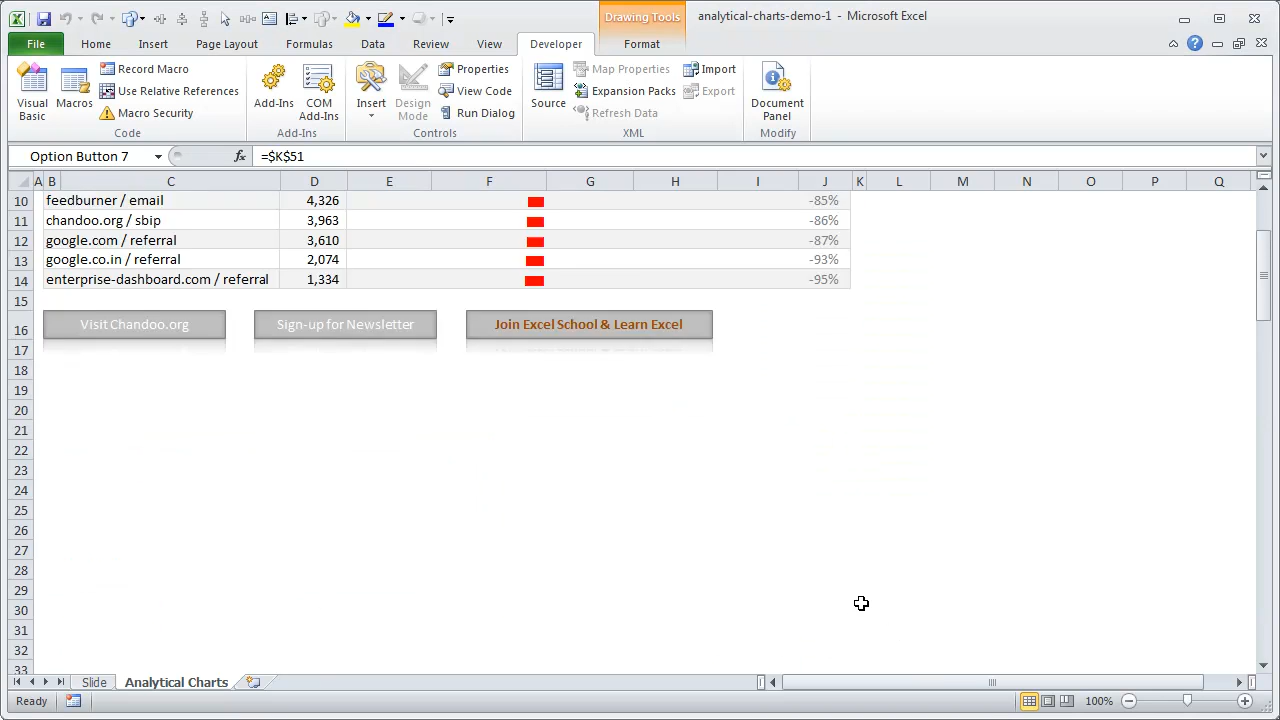 analytical-charts-demo-1 - Microsoft Excel
Drawing Tools
File Home Insert Page Layout Formulas Data Review View Developer Format
Visual Basic
Macros
Record Macro
Use Relative References
Macro Security
Code
Add-Ins
COM Add-Ins
Add-Ins
Insert
Design Mode
Properties
View Code
Run Dialog
Controls
Source
Map Properties
Expansion Packs
Refresh Data
Import
Export
XML
Document Panel
Modify
Option Button 7 fx =$K$51
A B C D E F G H I J K L M N O P Q
10 feedburner / email 4,326 -85%
11 chandoo.org / sbip 3,963 -86%
12 google.com / referral 3,610 -87%
13 google.co.in / referral 2,074 -93%
14 enterprise-dashboard.com / referral 1,334 -95%
15
16 Visit Chandoo.org Sign-up for Newsletter Join Excel School & Learn Excel
17
18
19
20
21
22
23
24
25
26
27
28
29
30
31
32
33
Slide Analytical Charts
Ready 100%